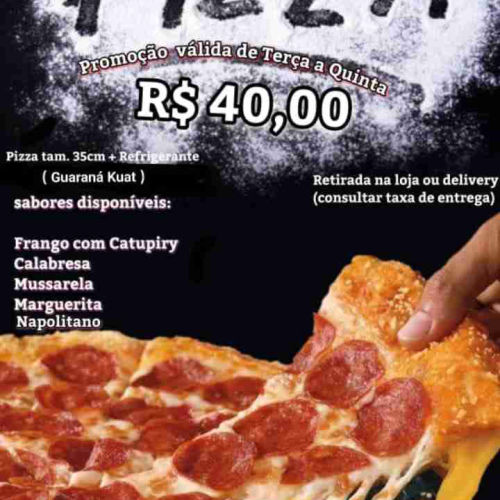 PIZZA
Promoção válida de Terça a Quinta
R$ 40,00
Pizza tam. 35cm + Refrigerante
( Guaraná Kuat )
Retirada na loja ou delivery
(consultar taxa de entrega)
sabores disponíveis:
Frango com Catupiry
Calabresa
Mussarela
Marguerita
Napolitano